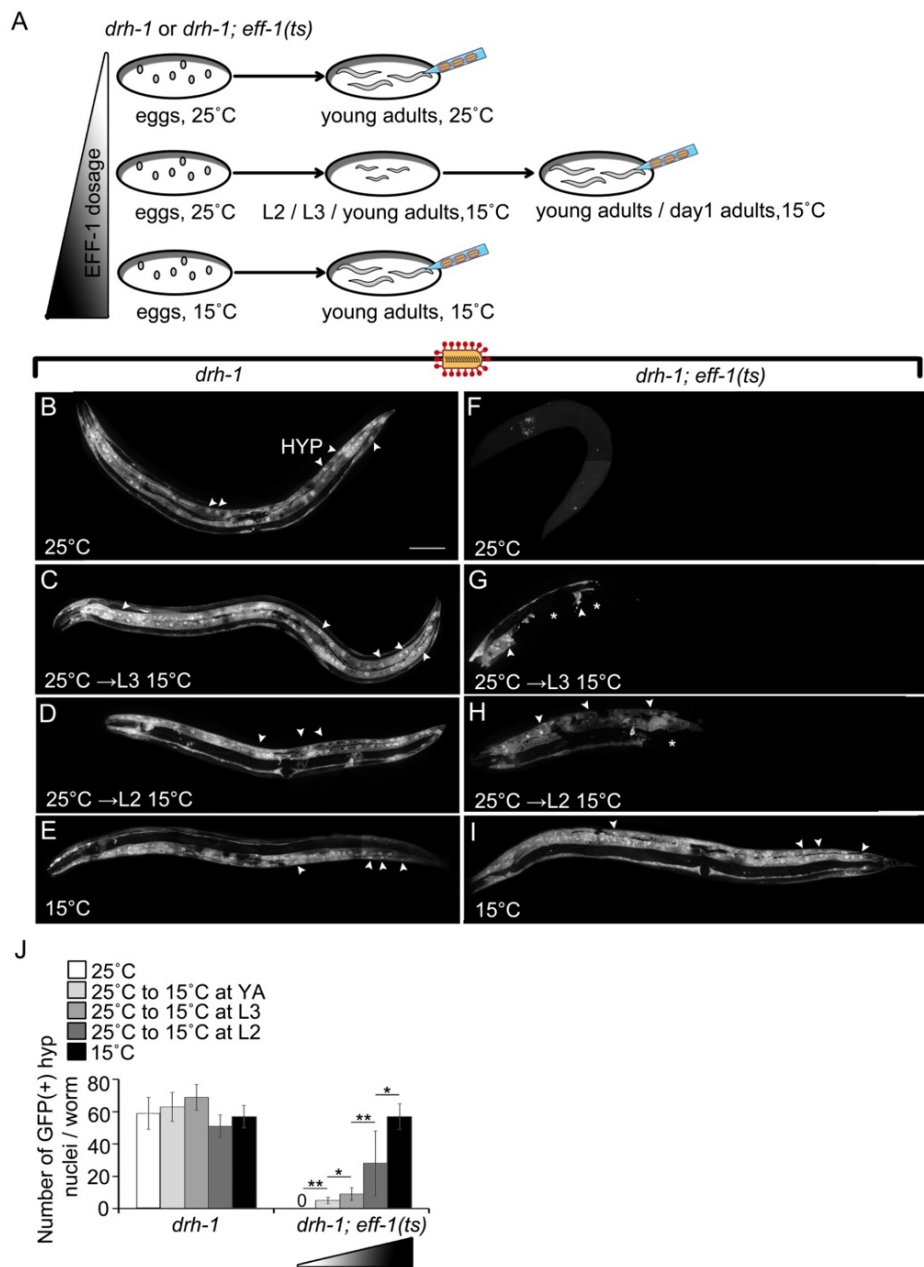 A
drh-1 or drh-1; eff-1(ts)
EFF-1 dosage
eggs, 25˚C
young adults, 25˚C
eggs, 25˚C
L2 / L3 / young adults,15˚C
young adults / day1 adults,15˚C
eggs, 15˚C
young adults, 15˚C
drh-1
drh-1; eff-1(ts)
B
HYP
25°C
F
25°C
C
25°C →L3 15°C
G
* *
25°C →L3 15°C
D
25°C →L2 15°C
H
*
25°C →L2 15°C
E
15°C
I
15°C
J
25˚C
25˚C to 15˚C at YA
25˚C to 15˚C at L3
25˚C to 15˚C at L2
15˚C
Number of GFP(+) hyp
nuclei / worm
80
60
40
20
0
0
**
*
**
*
drh-1
drh-1; eff-1(ts)